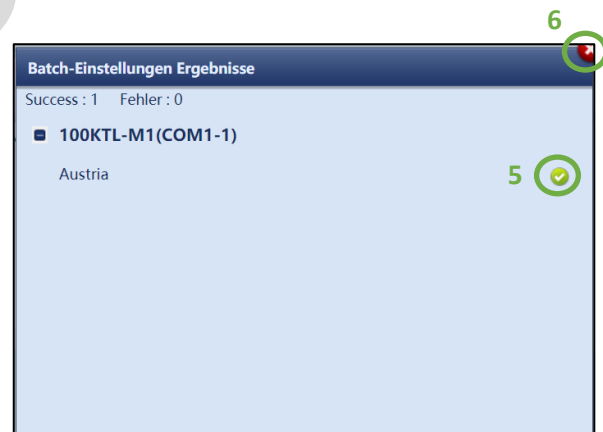 6
Batch-Einstellungen Ergebnisse
Success : 1 Fehler : 0
100KTL-M1(COM1-1)
Austria
5